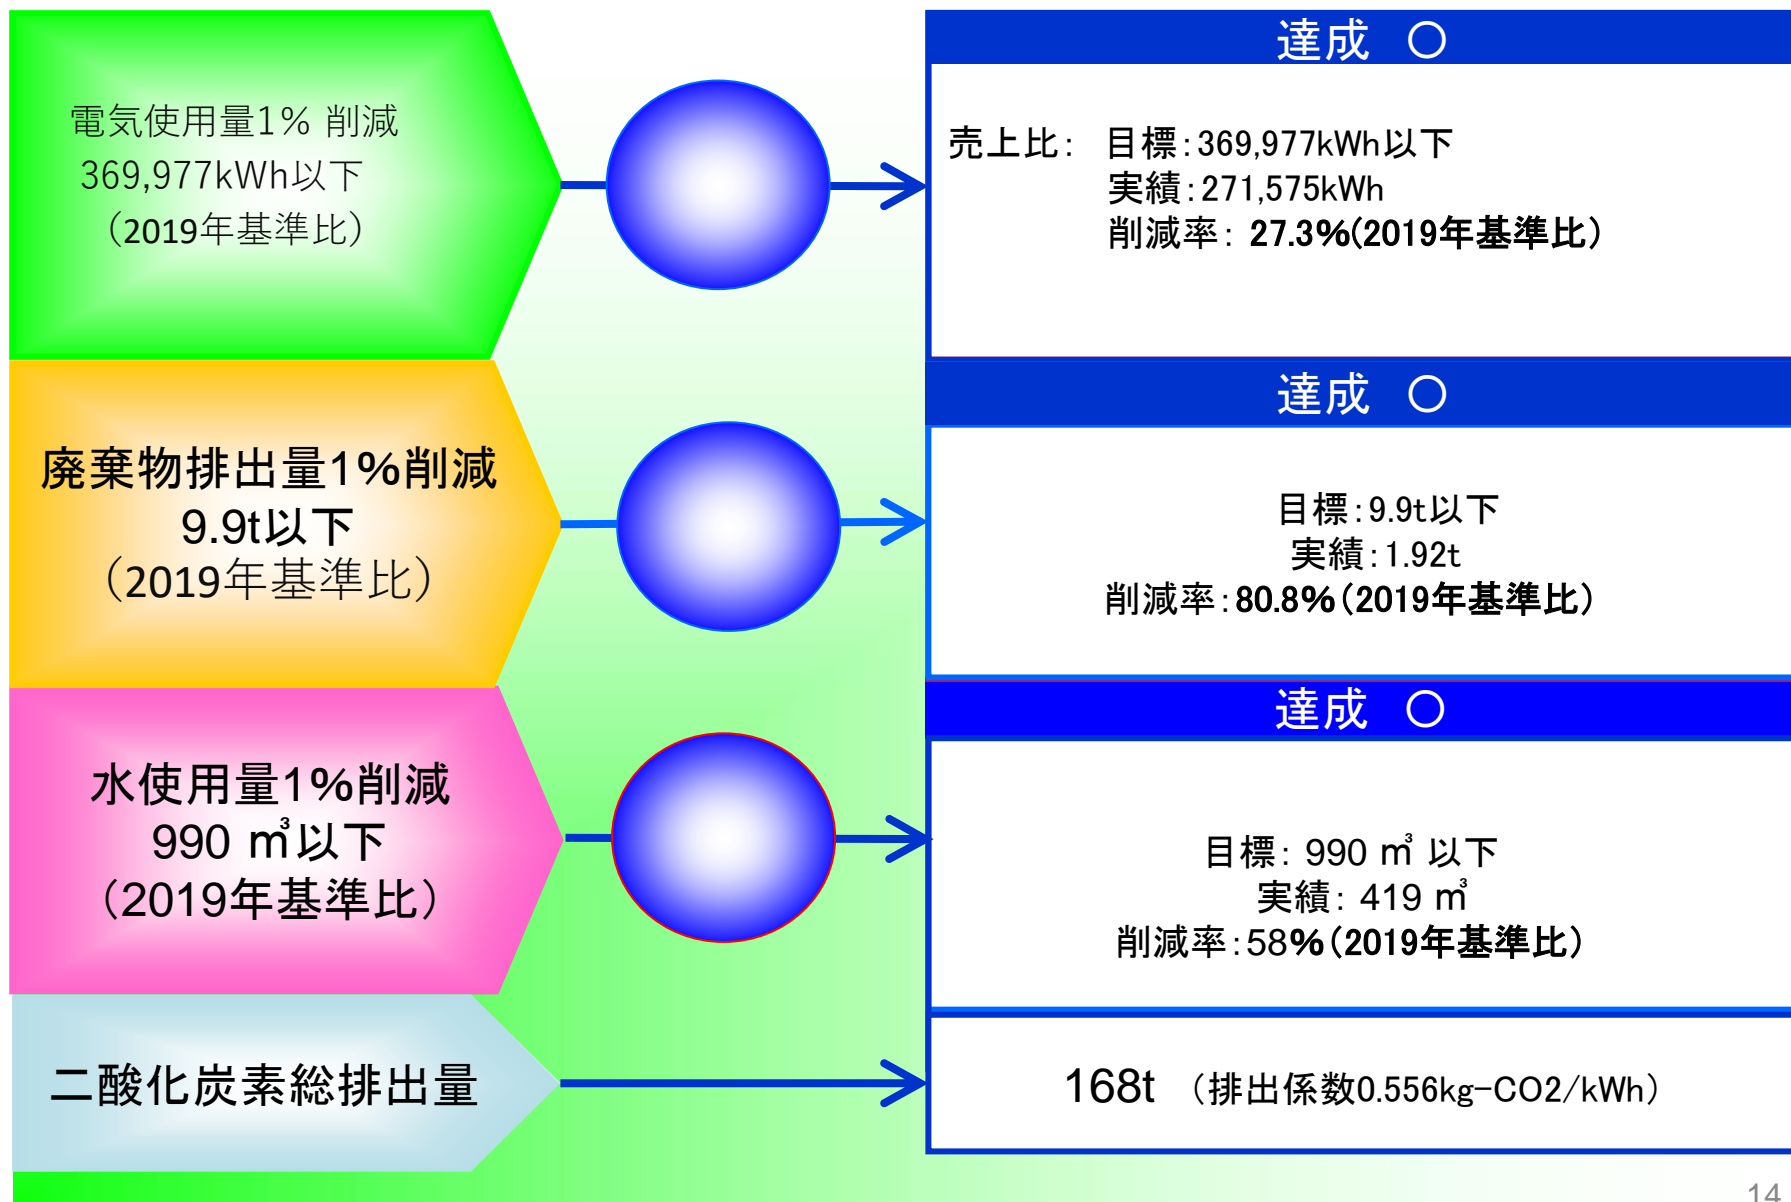 電気使用量1% 削減
369,977kWh以下
（2019年基準比）
達成　○
売上比：　目標：369,977kWh以下
実績：271,575kWh
削減率： 27.3%(2019年基準比）
廃棄物排出量1%削減
9.9t以下
（2019年基準比）
達成　○
目標：9.9t以下
実績：1.92t
削減率：80.8%（2019年基準比）
水使用量1%削減
990 ㎥以下
（2019年基準比）
達成　○
目標： 990 ㎥ 以下
実績： 419 ㎥
削減率：58%（2019年基準比）
二酸化炭素総排出量
168t （排出係数0.556kg-CO2/kWh）
14